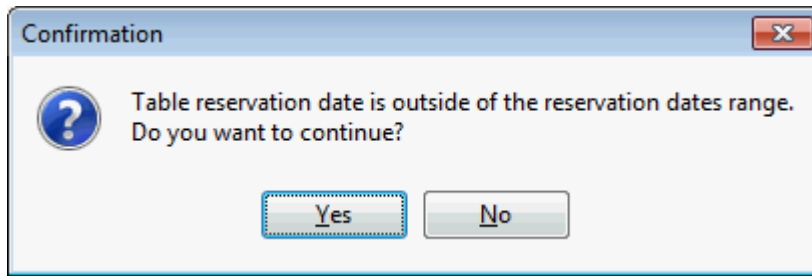 Confirmation
Table reservation date is outside of the reservation dates range.
Do you want to continue?
Yes No